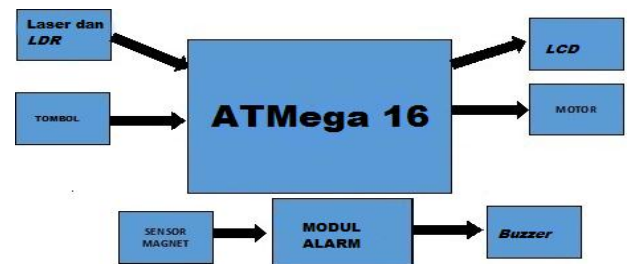 Laser dan
LDR
TOMBOL
ATMega 16
LCD
MOTOR
SENSOR
MAGNET
MODUL
ALARM
Buzzer